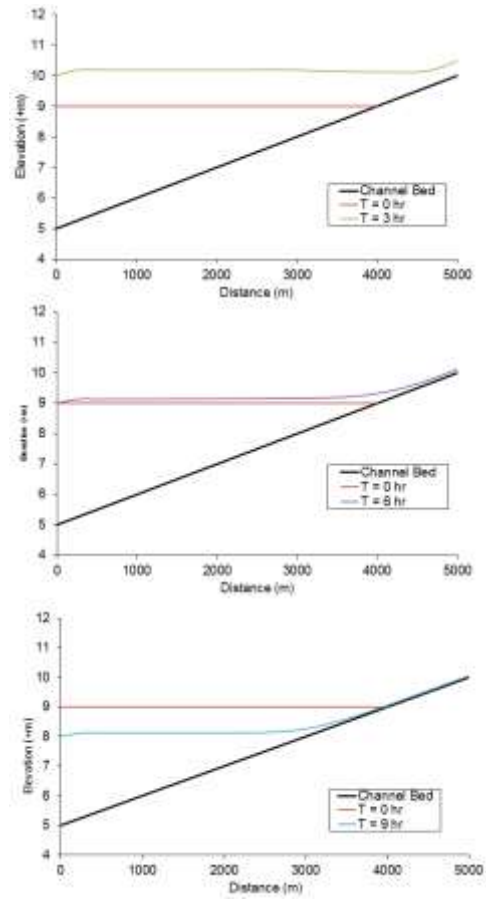 12
11
10
9
8
7
6
5
4
Elevation (+m)
0 1000 2000 3000 4000 5000
Distance (m)
Channel Bed
T = 0 hr
T = 3 hr
12
11
10
9
8
7
6
5
4
Elevation (+m)
0 1000 2000 3000 4000 5000
Distance (m)
Channel Bed
T = 0 hr
T = 6 hr
12
11
10
9
8
7
6
5
4
Elevation (+m)
0 1000 2000 3000 4000 5000
Distance (m)
Channel Bed
T = 0 hr
T = 9 hr